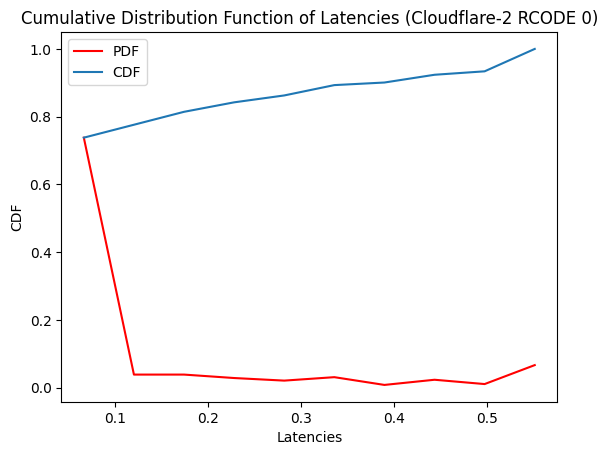 Cumulative Distribution Function of Latencies (Cloudflare-2 RCODE 0)
PDF
CDF
1.0
0.8
0.6
0.4
0.2
0.0
CDF
0.1
0.2
0.3
0.4
0.5
Latencies